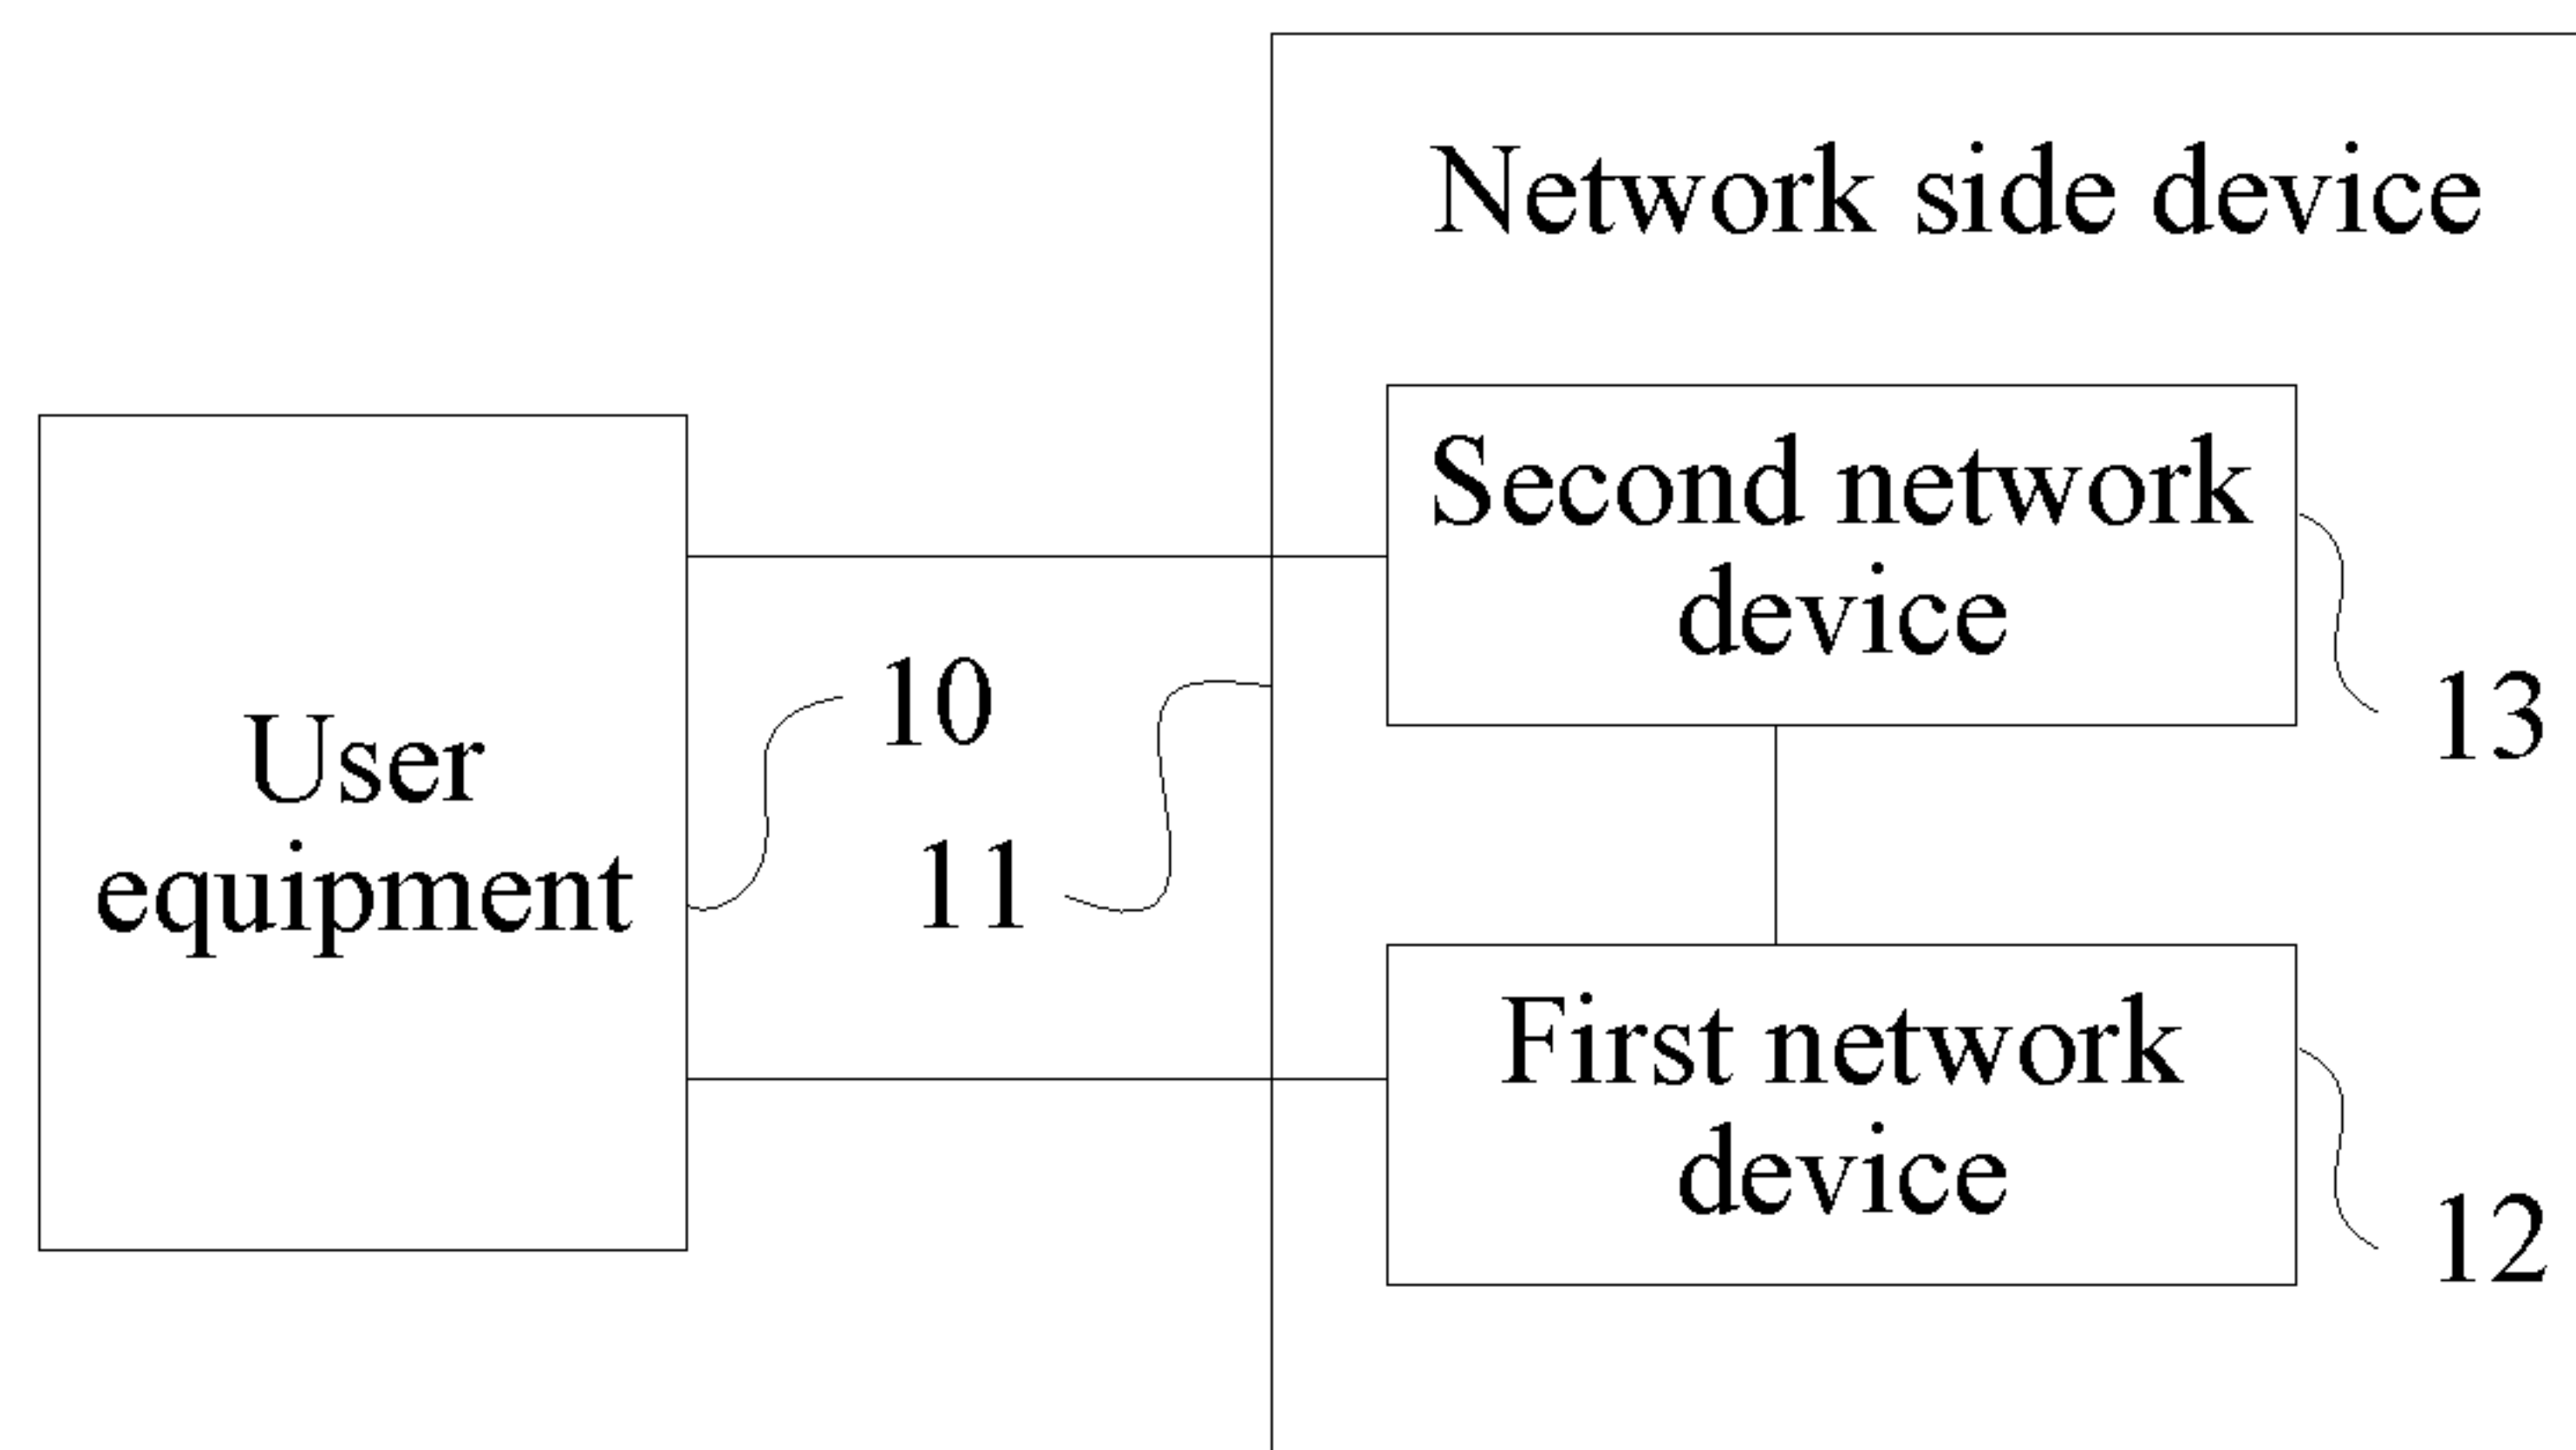 Network side device
Second network
device
13
User
equipment
10
11
First network
device
12